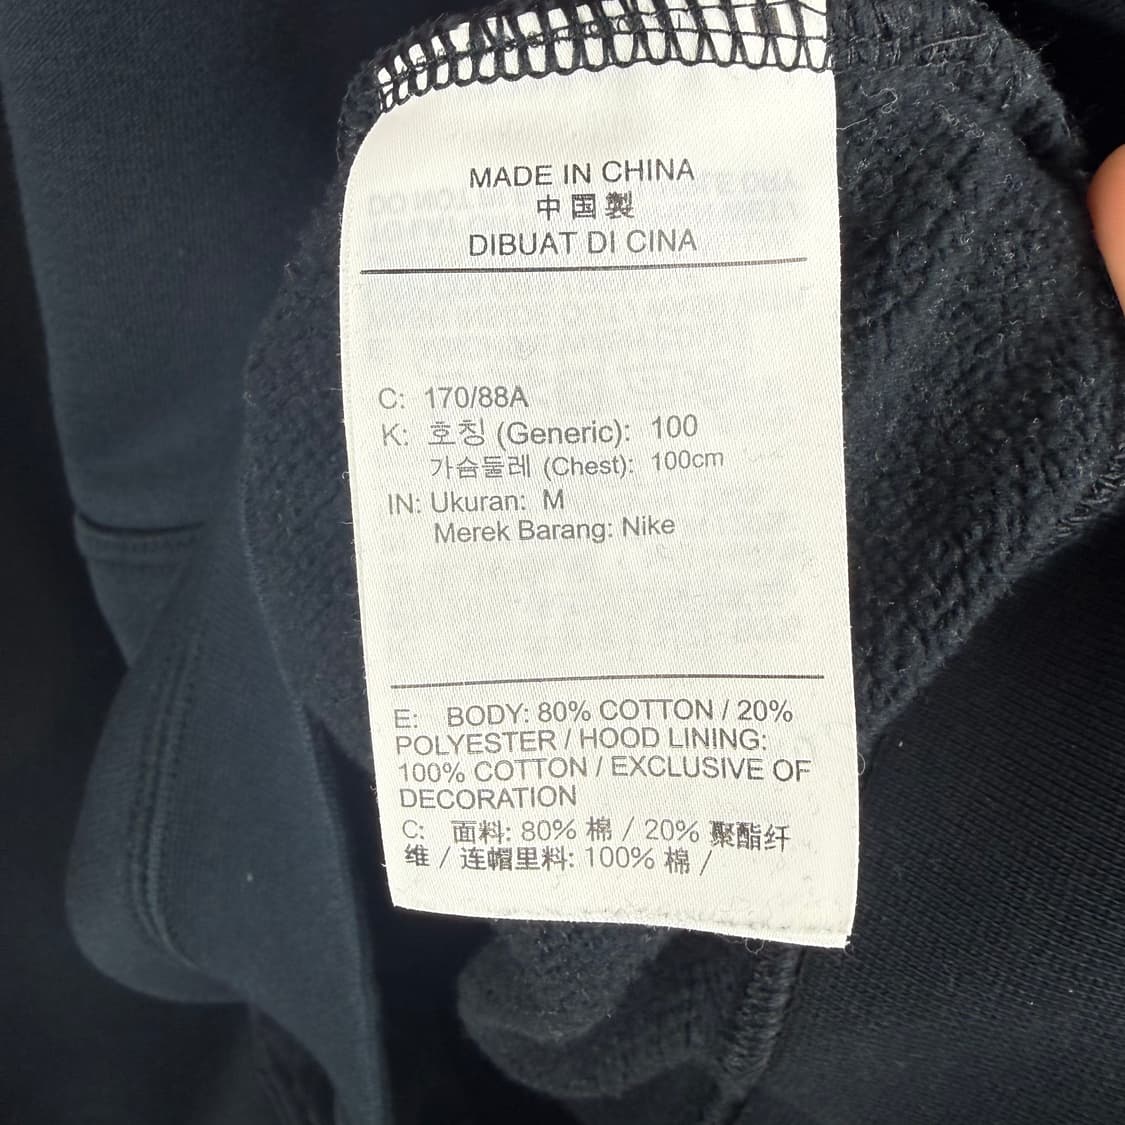 MADE IN CHINA
中国製
DIBUAT DI CINA
C: 170/88A
K: 호칭 (Generic): 100
가슴둘레 (Chest): 100cm
IN: Ukuran: M
Merek Barang: Nike
E: BODY: 80% COTTON / 20%
POLYESTER / HOOD LINING:
100% COTTON / EXCLUSIVE OF
DECORATION
C: 面料: 80% 棉 / 20% 聚酯纤
维 / 连帽里料: 100% 棉 /